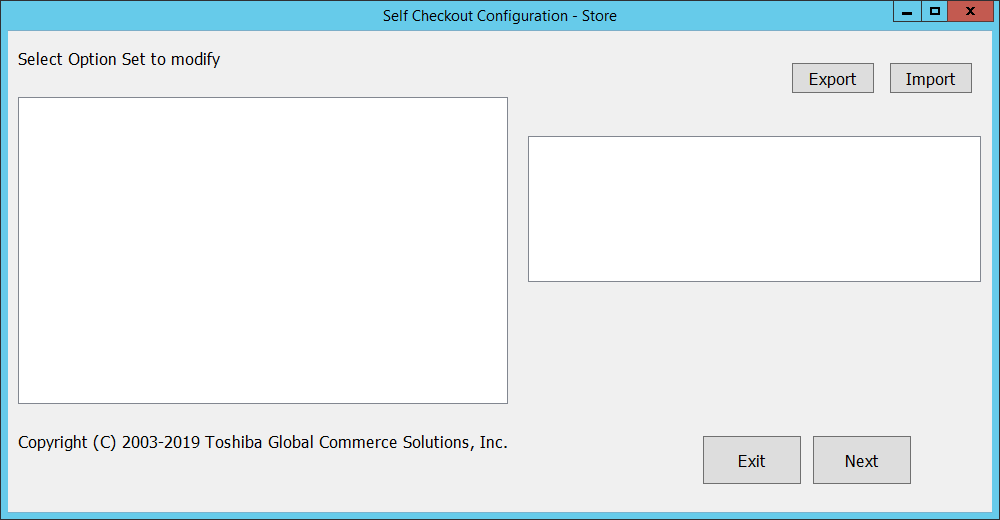 Self Checkout Configuration - Store
Select Option Set to modify
Export
Import
Copyright (C) 2003-2019 Toshiba Global Commerce Solutions, Inc.
Exit
Next